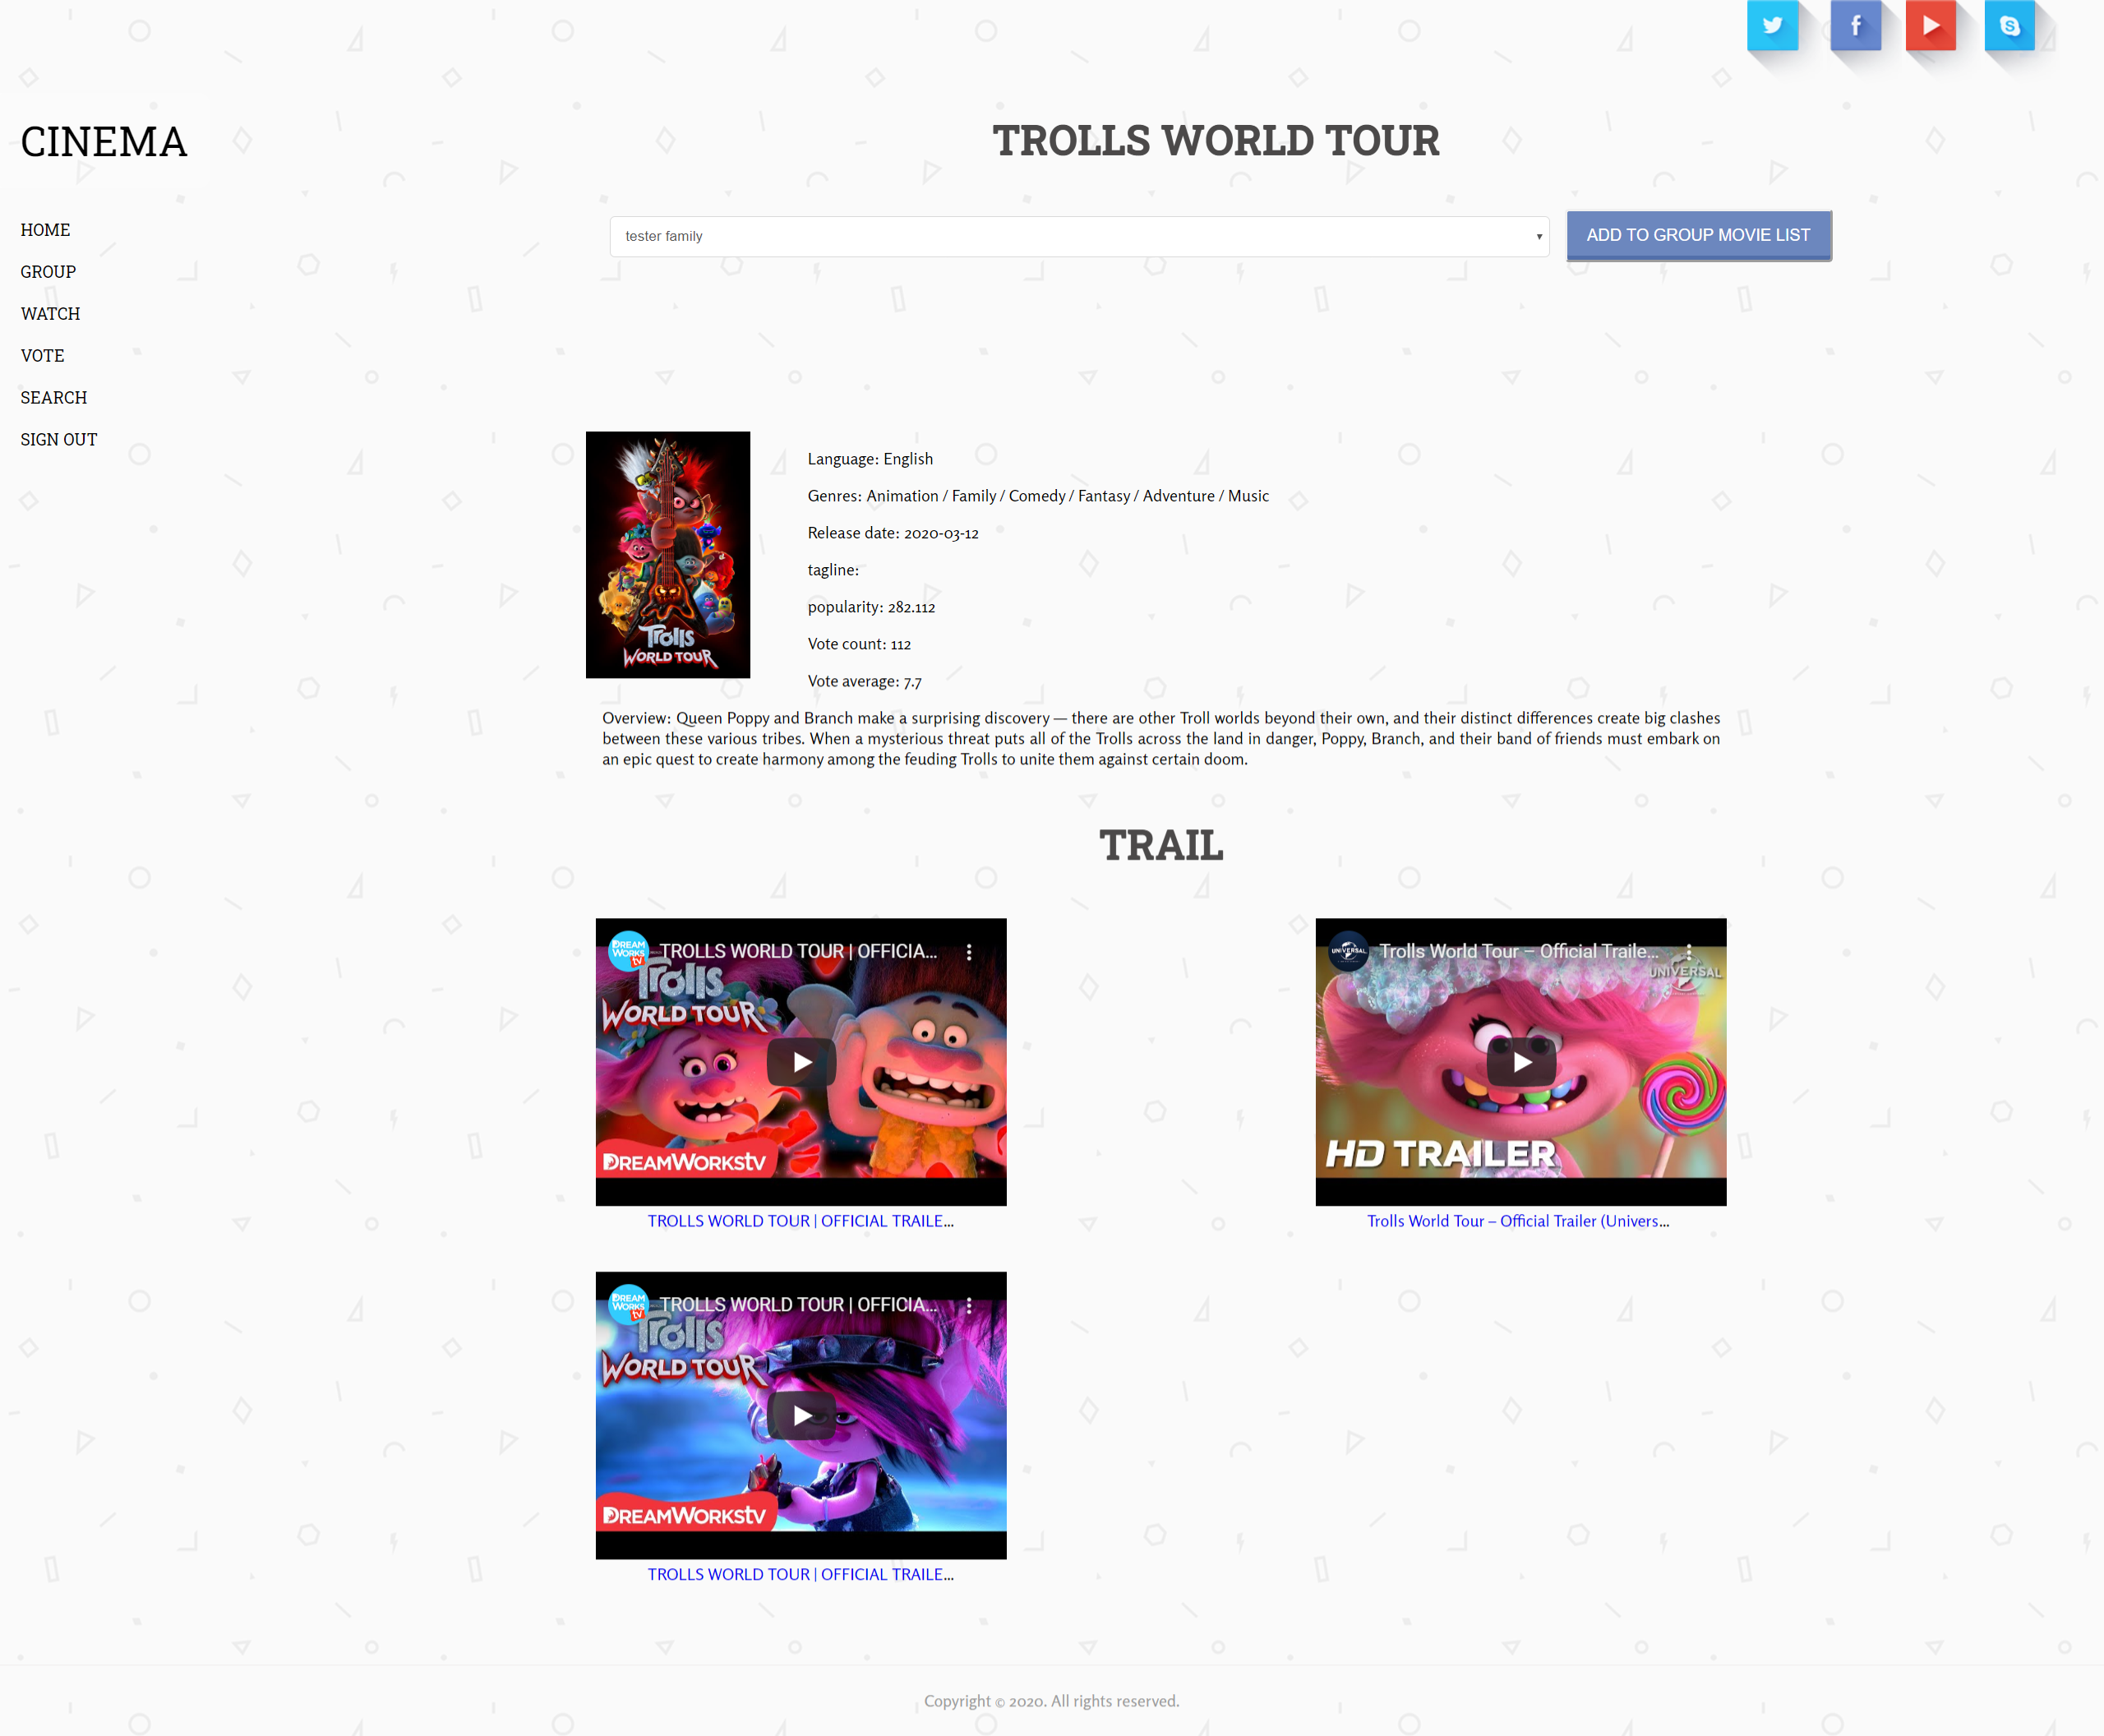 CINEMA
HOME
GROUP
WATCH
VOTE
SEARCH
SIGN OUT
TROLLS WORLD TOUR
tester family
ADD TO GROUP MOVIE LIST
Trolls
WORLD TOUR
Language: English
Genres: Animation / Family / Comedy / Fantasy / Adventure / Music
Release date: 2020-03-12
tagline:
popularity: 282.112
Vote count: 112
Vote average: 7.7
Overview: Queen Poppy and Branch make a surprising discovery — there are other Troll worlds beyond their own, and their distinct differences create big clashes
between these various tribes. When a mysterious threat puts all of the Trolls across the land in danger, Poppy, Branch, and their band of friends must embark on
an epic quest to create harmony among the feuding Trolls to unite them against certain doom.
TRAIL
DREAM
WORKS
tv
TROLLS WORLD TOUR | OFFICIA...
Trolls
WORLD TOUR
DREAMWORKStv
TROLLS WORLD TOUR | OFFICIAL TRAILE...
UNIVERSAL
Trolls World Tour – Official Traile...
UNIVERSAL
HD TRAILER
Trolls World Tour – Official Trailer (Univers...
DREAM
WORKS
tv
TROLLS WORLD TOUR | OFFICIA...
Trolls
WORLD TOUR
DREAMWORKStv
TROLLS WORLD TOUR | OFFICIAL TRAILE...
Copyright © 2020. All rights reserved.